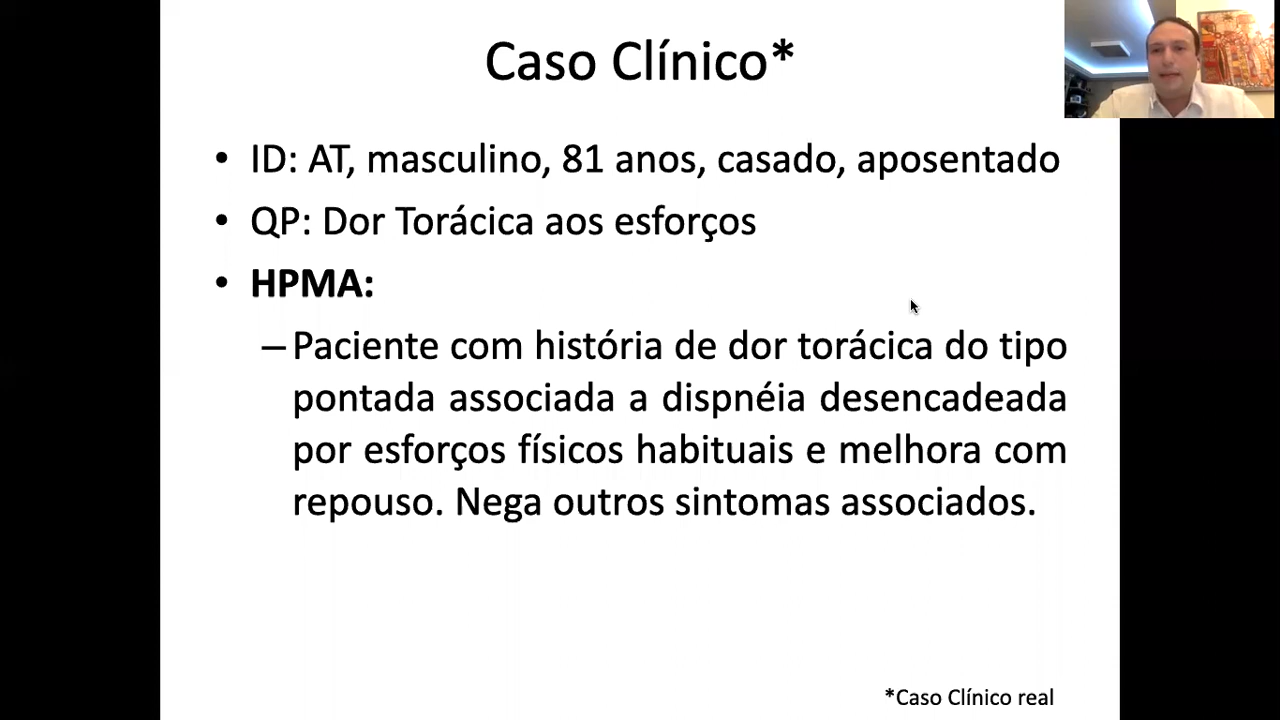 Caso Clínico*
• ID: AT, masculino, 81 anos, casado, aposentado
• QP: Dor Torácica aos esforços
• HPMA:
– Paciente com história de dor torácica do tipo
pontada associada a dispnéia desencadeada
por esforços físicos habituais e melhora com
repouso. Nega outros sintomas associados.
*Caso Clínico real